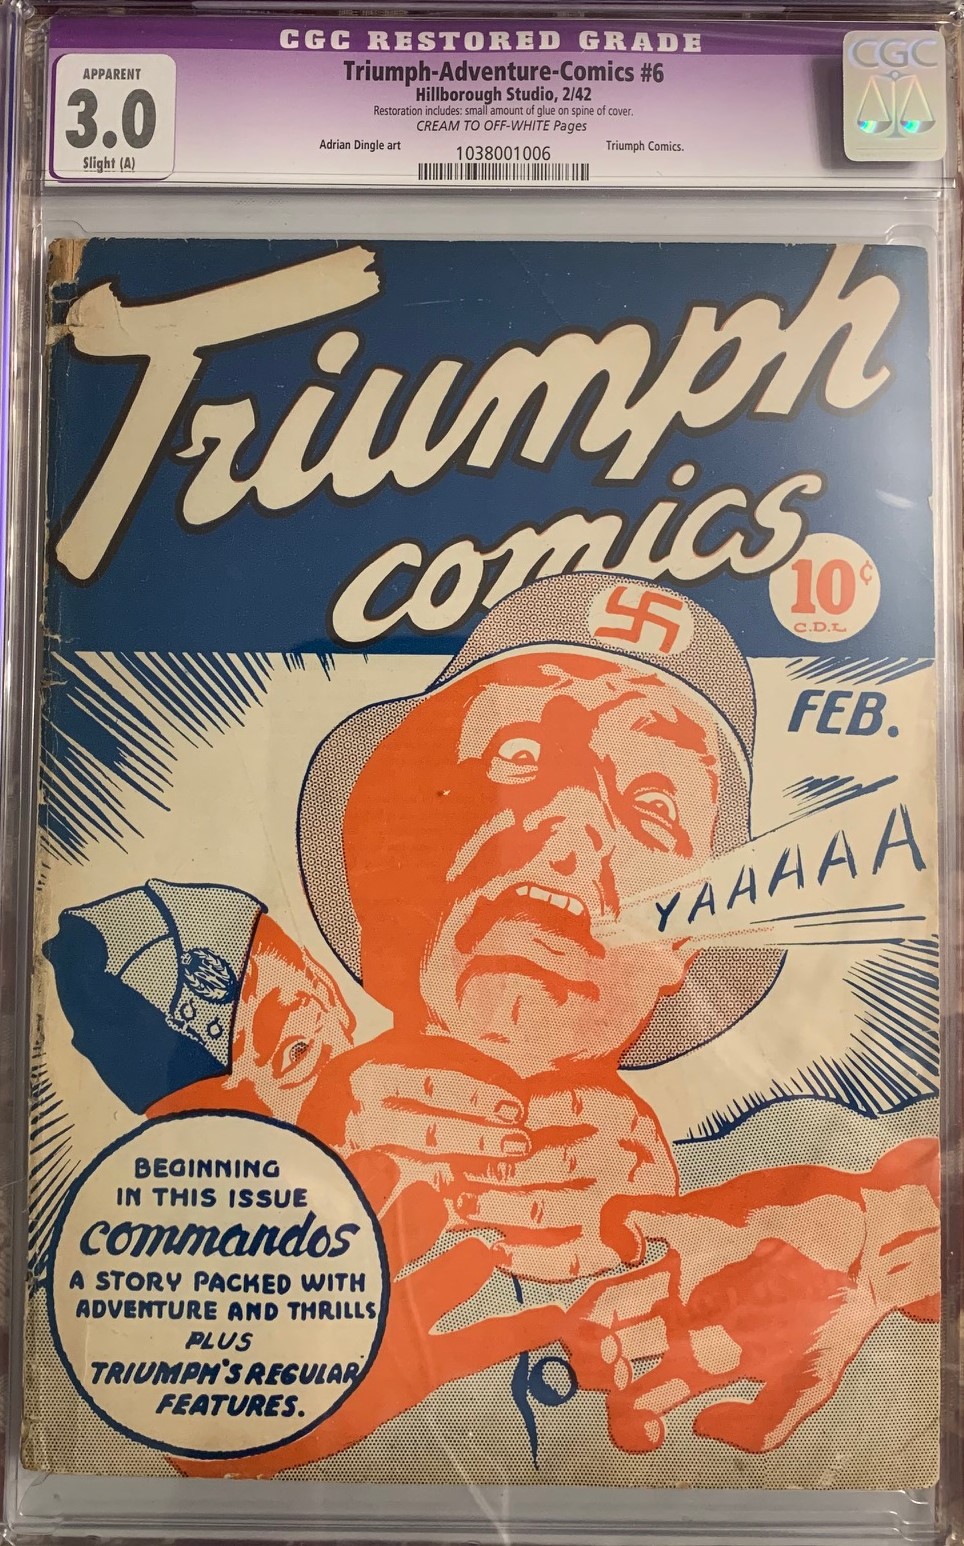 CGC RESTORED GRADE
APPARENT
3.0
Slight (A)
Triumph-Adventure-Comics #6
Hillborough Studio, 2/42
Restoration includes: small amount of glue on spine of cover.
CREAM TO OFF-WHITE Pages
Adrian Dingle art
Triumph Comics.
1038001006
CGC
Triumph
comics
10¢
C.D.L
FEB.
YAAAAA
BEGINNING
IN THIS ISSUE
commandos
A STORY PACKED WITH
ADVENTURE AND THRILLS
PLUS
TRIUMPH'S REGULAR
FEATURES.